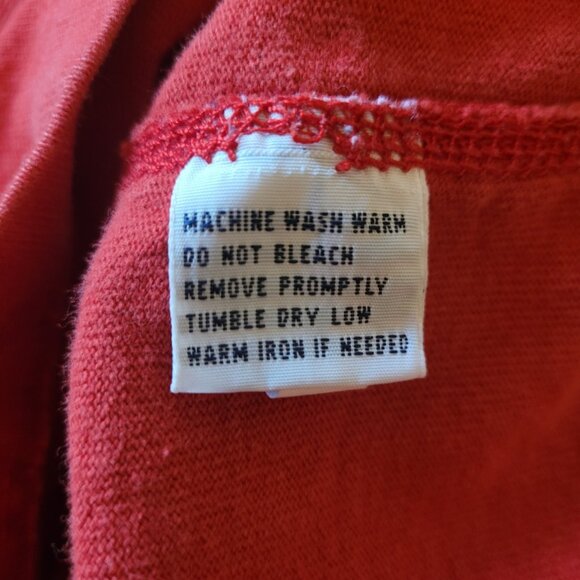 MACHINE WASH WARM
DO NOT BLEACH
REMOVE PROMPTLY
TUMBLE DRY LOW
WARM IRON IF NEEDED